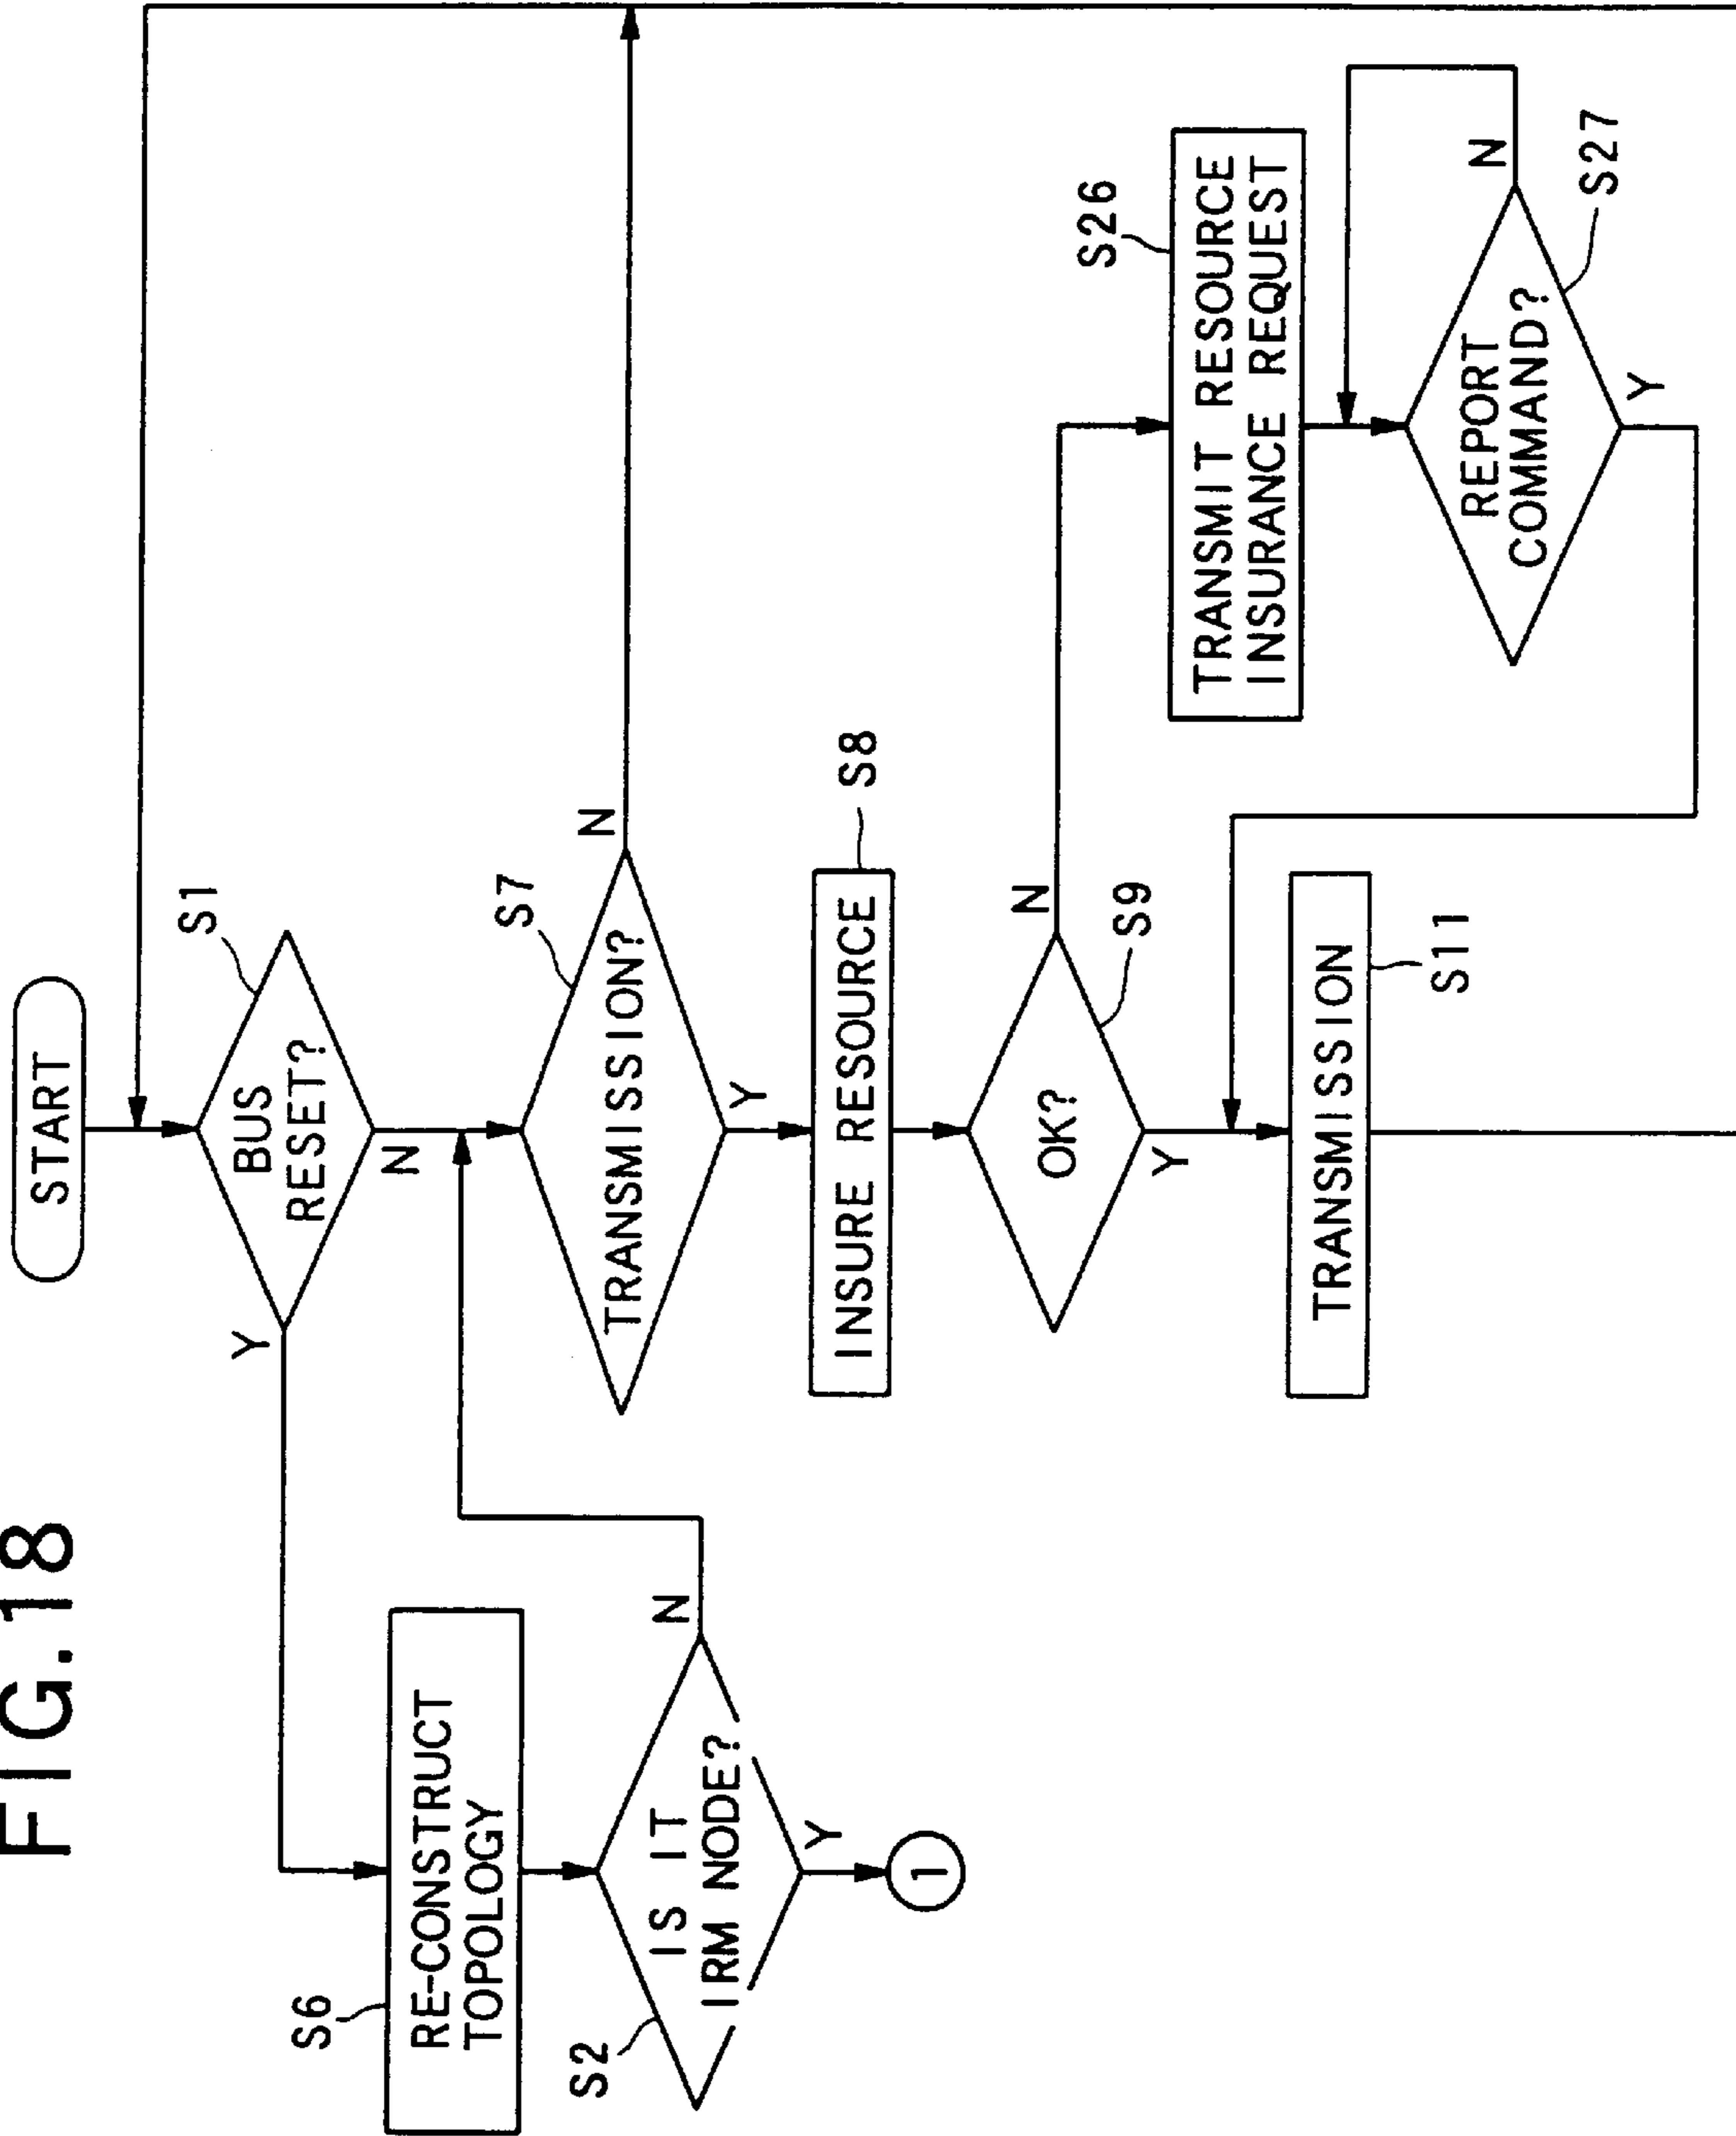 FIG.18
START
S1
BUS
RESET?
Y
N
S6
RE-CONSTRUCT
TOPOLOGY
S2
IS IT
IRM NODE?
N
Y
1
S7
TRANSMISSION?
N
Y
S8
INSURE RESOURCE
S9
OK?
N
Y
S26
TRANSMIT RESOURCE
INSURANCE REQUEST
S27
REPORT
COMMAND?
N
Y
S11
TRANSMISSION